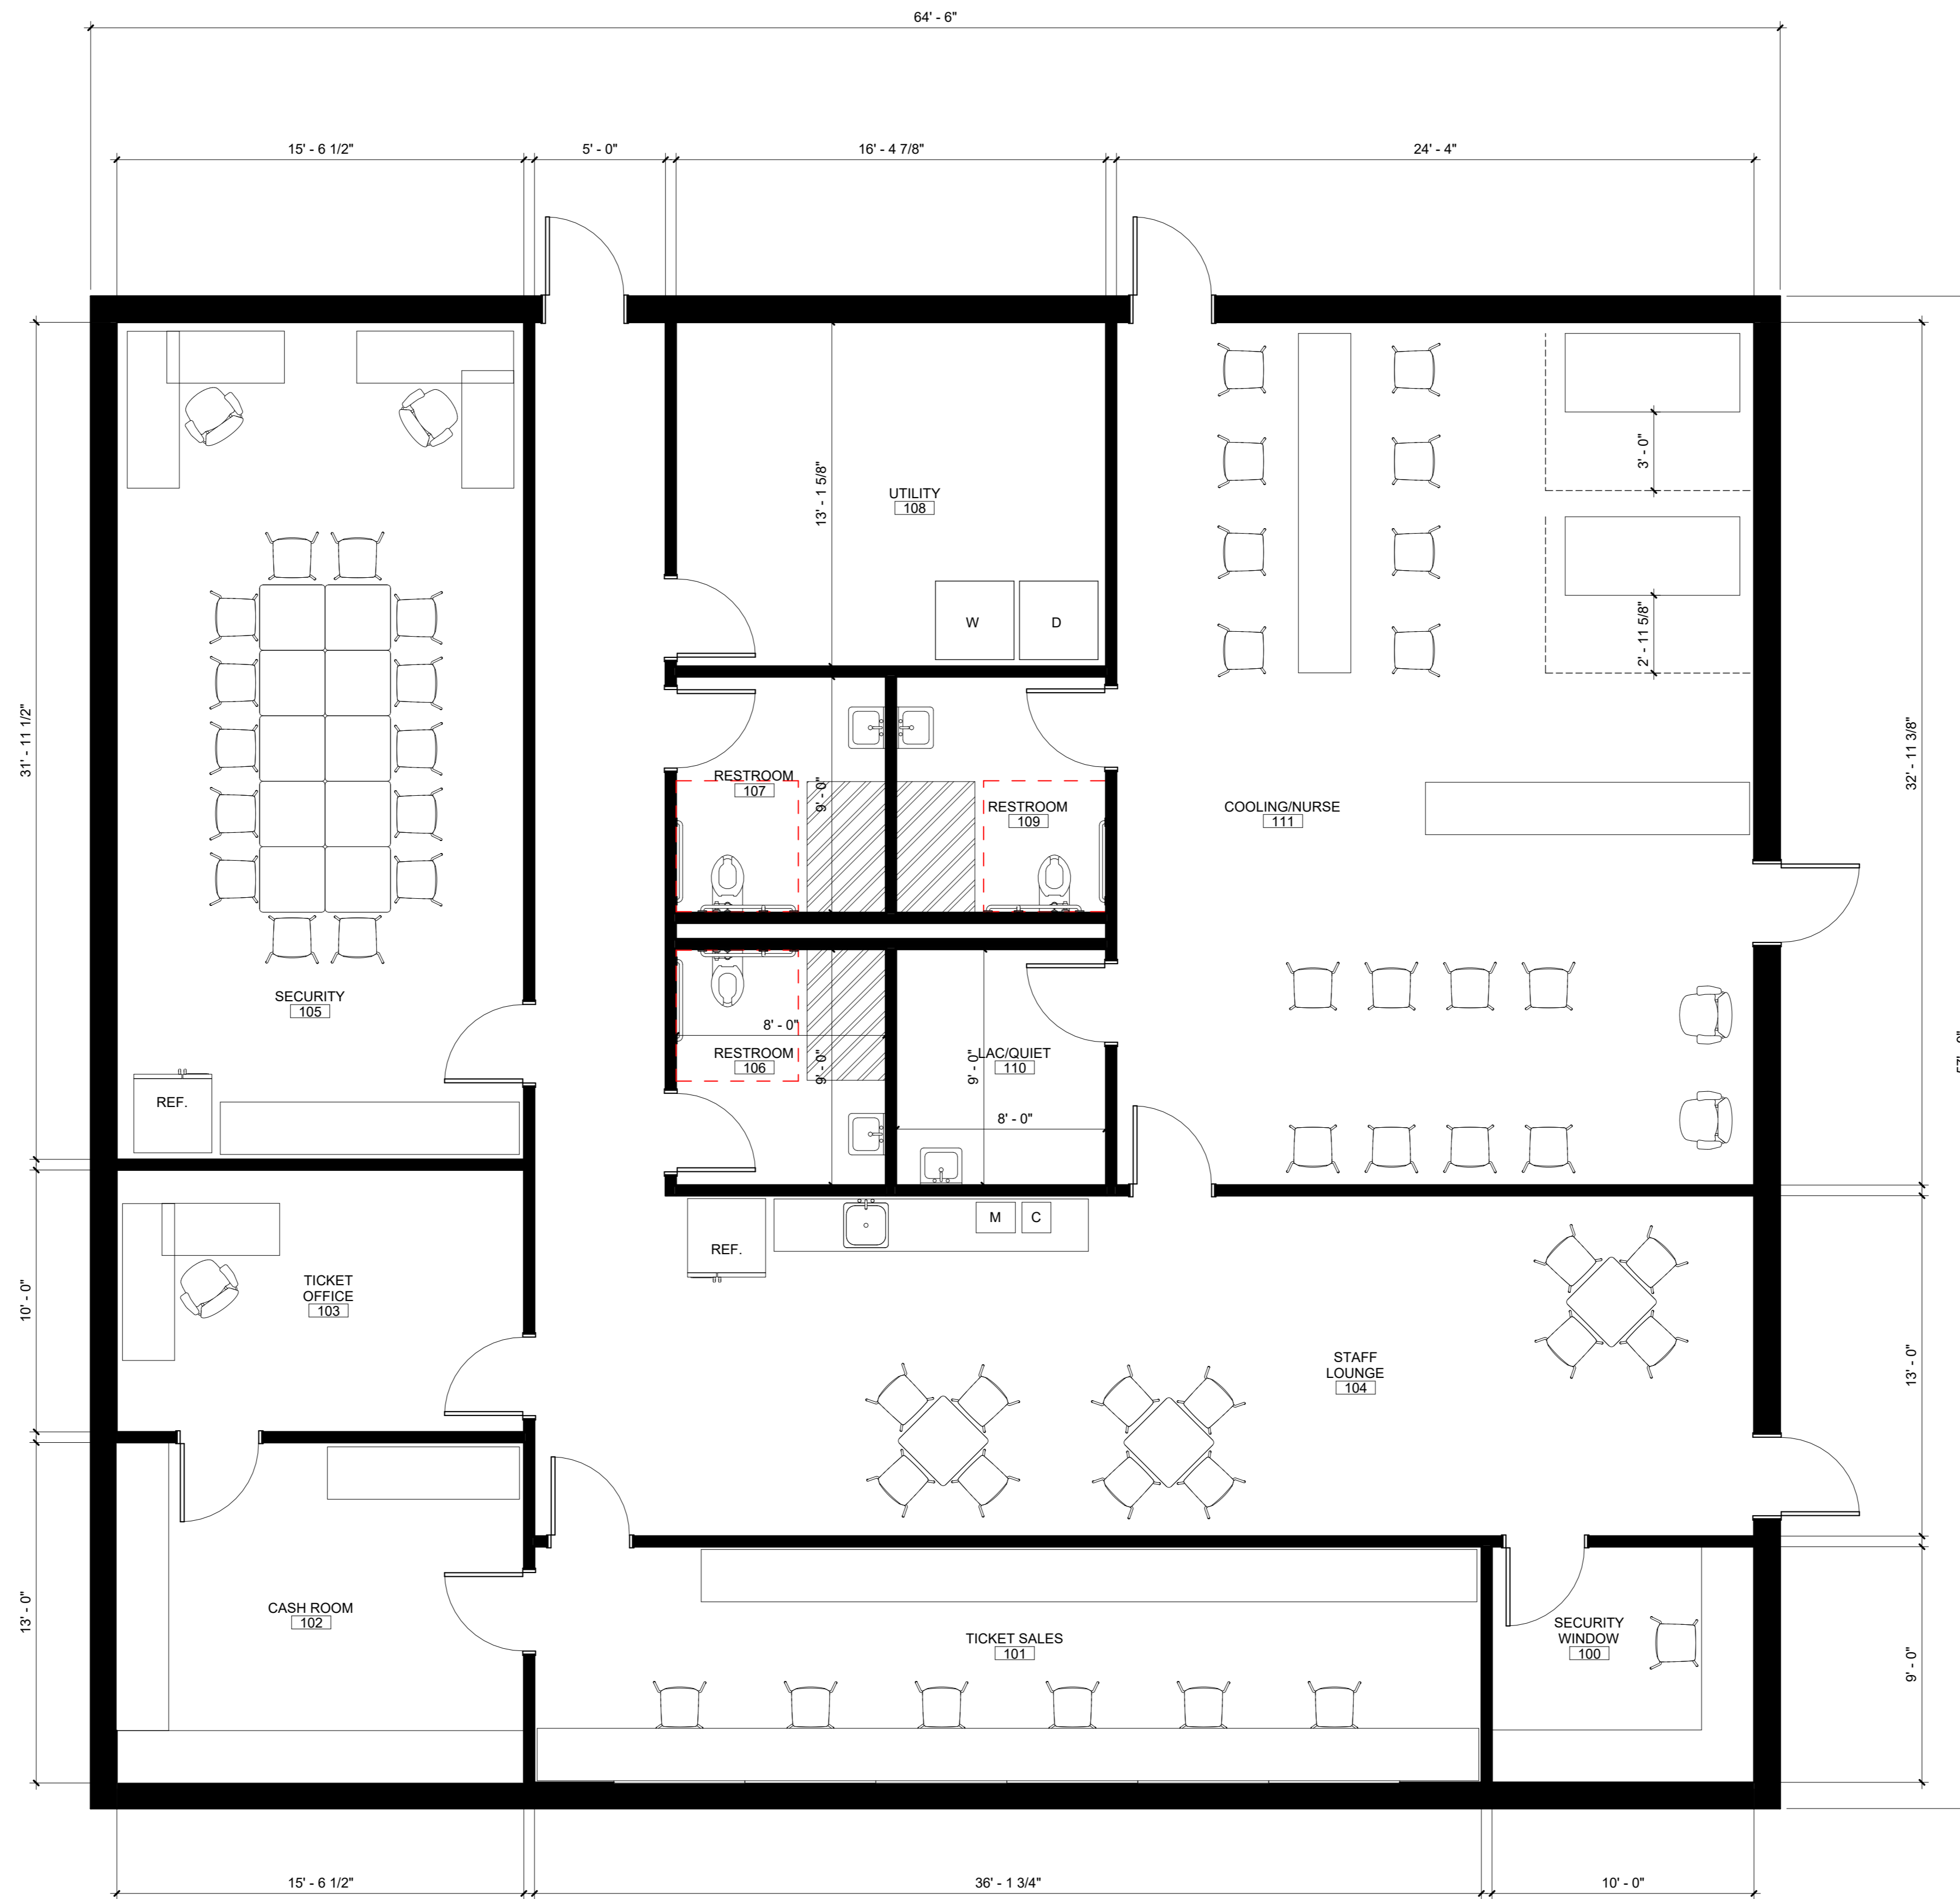 64' - 6"
15' - 6 1/2"
5' - 0"
16' - 4 7/8"
24' - 4"
31' - 11 1/2"
10' - 0"
13' - 0"
32' - 11 3/8"
13' - 0"
9' - 0"
13' - 1 5/8"
UTILITY
108
W
D
3' - 0"
2' - 11 5/8"
RESTROOM
107
9' - 0"
RESTROOM
109
COOLING/NURSE
111
SECURITY
105
REF.
8' - 0"
RESTROOM
106
9' - 0"
9' - 0"
LAC/QUIET
110
8' - 0"
REF.
M
C
TICKET
OFFICE
103
STAFF
LOUNGE
104
CASH ROOM
102
TICKET SALES
101
SECURITY
WINDOW
100
15' - 6 1/2"
36' - 1 3/4"
10' - 0"